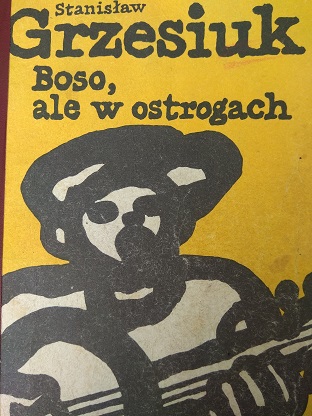 Stanisław
Grzesiuk
Boso,
ale w ostrogach